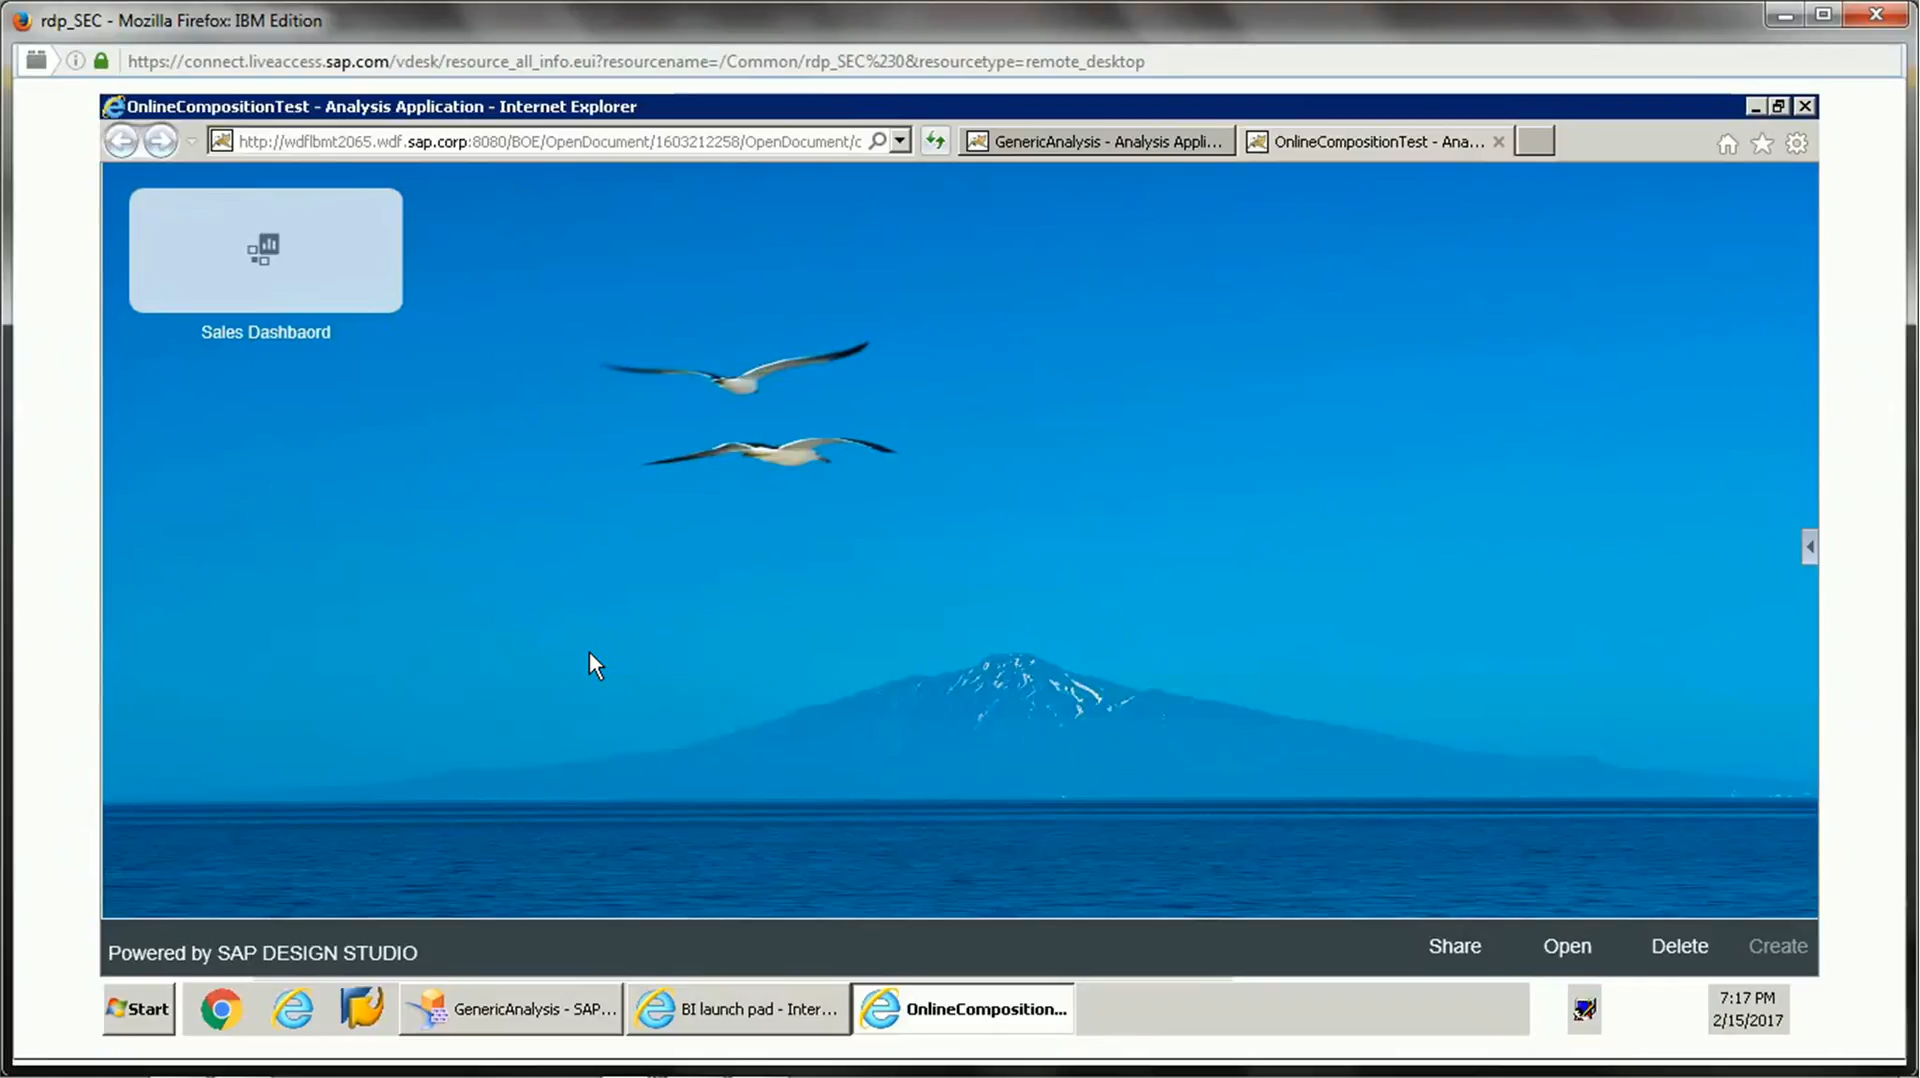 rdp_SEC - Mozilla Firefox: IBM Edition
https://connect.liveaccess.sap.com/vdesk/resource_all_info.eui?resourcename=/Common/rdp_SEC%230&resourcetype=remote_desktop
OnlineCompositionTest - Analysis Application - Internet Explorer
http://wdflbmt2065.wdf.sap.corp:8080/BOE/OpenDocument/1603212258/OpenDocument/c
GenericAnalysis - Analysis Appli...
OnlineCompositionTest - Ana...
Sales Dashbaord
Powered by SAP DESIGN STUDIO
Share Open Delete Create
Start
GenericAnalysis - SAP...
BI launch pad - Inter...
OnlineComposition...
7:17 PM
2/15/2017